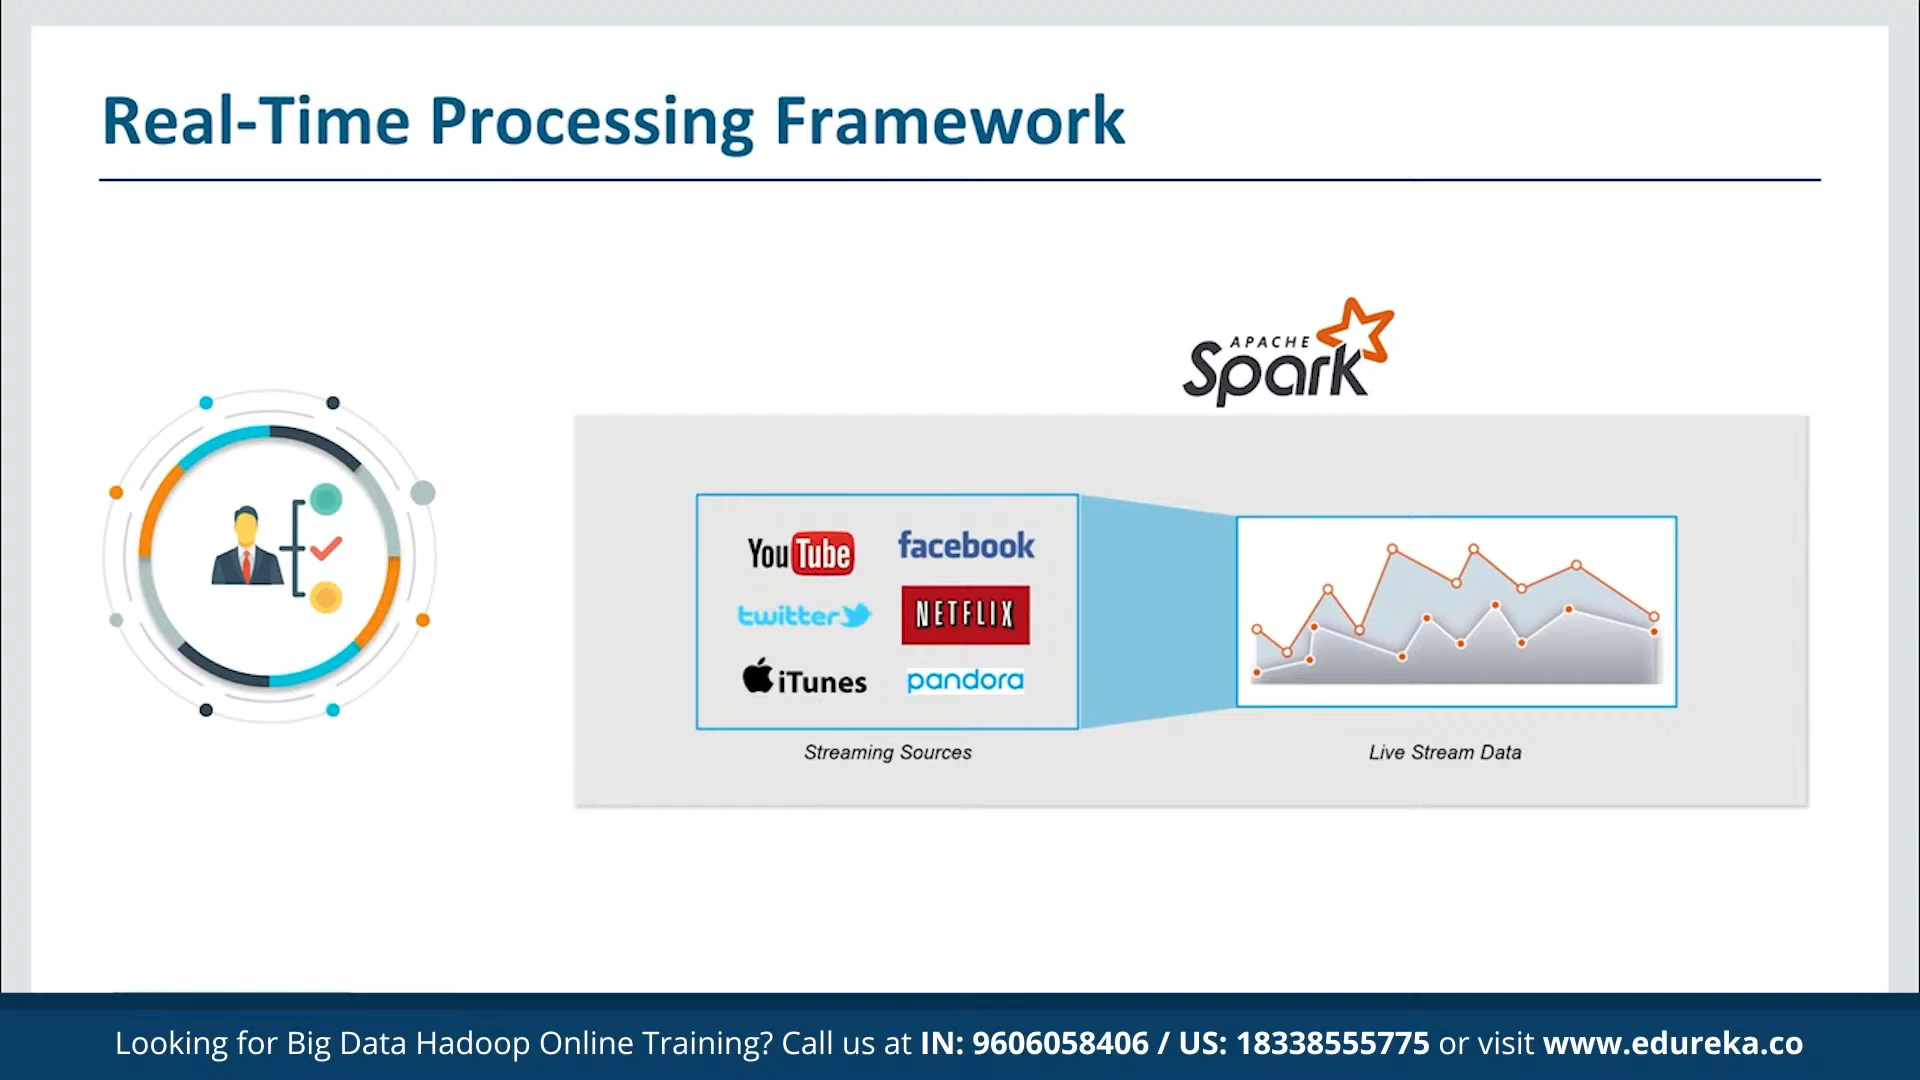 Real-Time Processing Framework
APACHE
Spark
YouTube facebook
twitter NETFLIX
iTunes pandora
Streaming Sources
Live Stream Data
Looking for Big Data Hadoop Online Training? Call us at IN: 9606058406 / US: 18338555775 or visit www.edureka.co